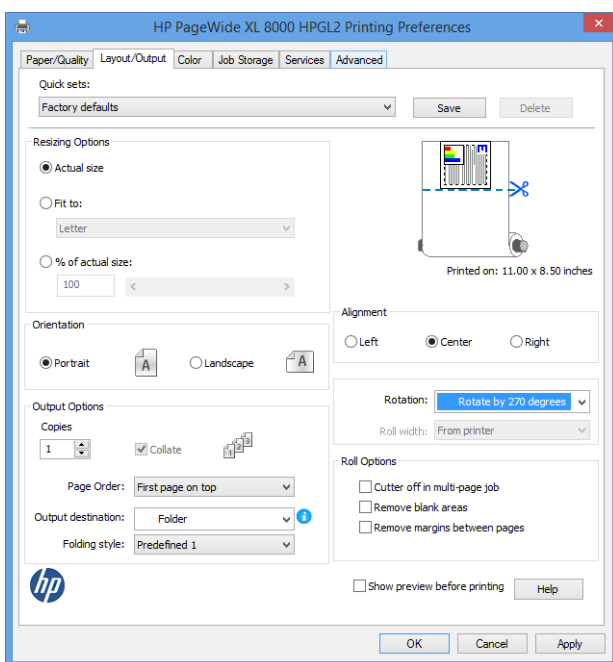 HP PageWide XL 8000 HPGL2 Printing Preferences
Paper/Quality Layout/Output Color Job Storage Services Advanced
Quick sets:
Factory defaults Save Delete
Resizing Options
Actual size
Fit to:
Letter
% of actual size:
100
Printed on: 11.00 x 8.50 inches
Orientation
Portrait A Landscape A
Alignment
Left Center Right
Rotation: Rotate by 270 degrees
Roll width: From printer
Output Options
Copies
1 Collate 1 2 3
Page Order: First page on top
Output destination: Folder i
Folding style: Predefined 1
Roll Options
Cutter off in multi-page job
Remove blank areas
Remove margins between pages
hp
Show preview before printing Help
OK Cancel Apply